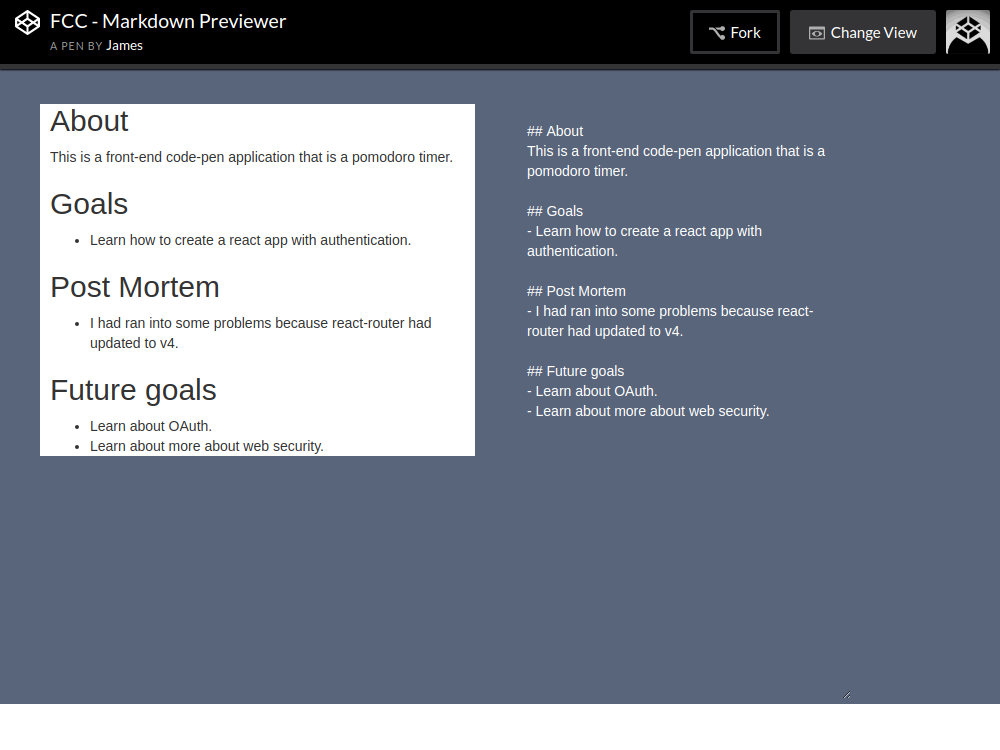 FCC - Markdown Previewer
A PEN BY James
Fork
Change View
About
This is a front-end code-pen application that is a pomodoro timer.
Goals
Learn how to create a react app with authentication.
Post Mortem
I had ran into some problems because react-router had
updated to v4.
Future goals
Learn about OAuth.
Learn about more about web security.
## About
This is a front-end code-pen application that is a
pomodoro timer.
## Goals
- Learn how to create a react app with
authentication.
## Post Mortem
- I had ran into some problems because react-
router had updated to v4.
## Future goals
- Learn about OAuth.
- Learn about more about web security.